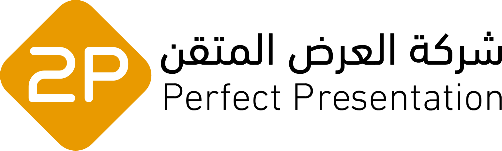 2P
شركة العرض المتقن
Perfect Presentation